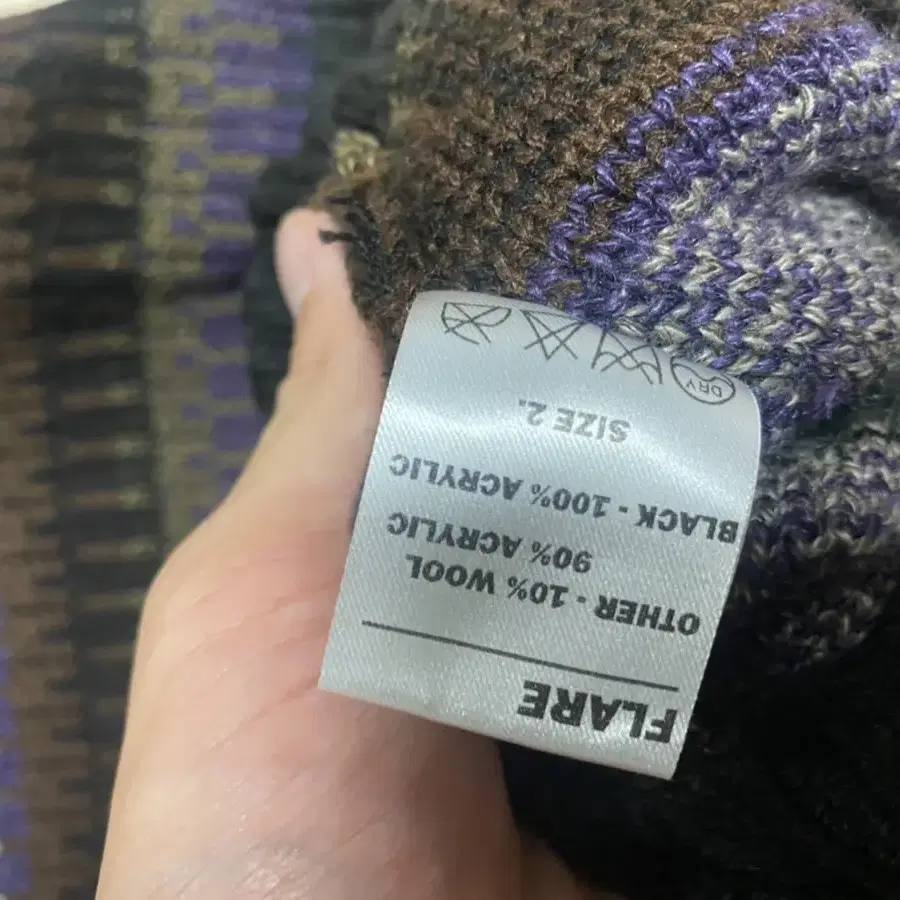 FLARE
OTHER - 10% WOOL
90% ACRYLIC
BLACK - 100% ACRYLIC
SIZE 2.
DRY